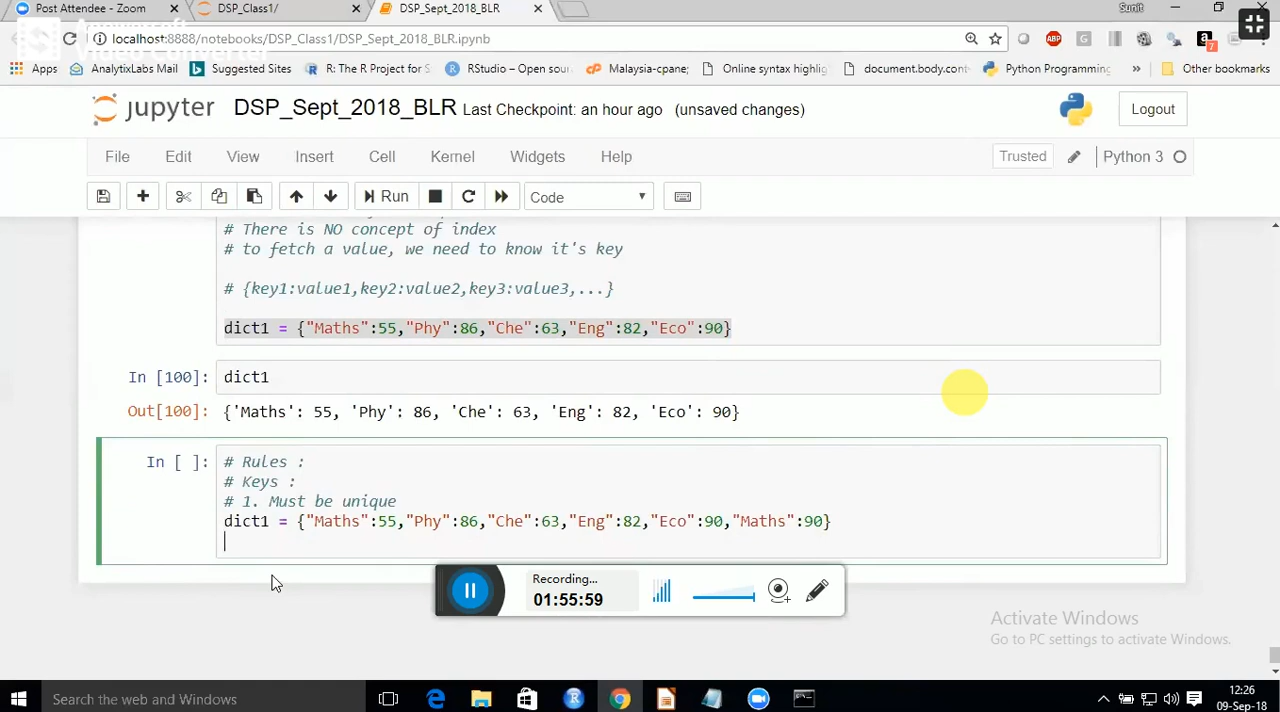 Post Attendee - Zoom
DSP_Class1/
DSP_Sept_2018_BLR
Sunit
localhost:8888/notebooks/DSP_Class1/DSP_Sept_2018_BLR.ipynb
Apps
AnalytixLabs Mail
Suggested Sites
R: The R Project for S
RStudio – Open sour
Malaysia-cpane;
Online syntax highlig
document.body.cont
Python Programming
»
Other bookmarks
jupyter
DSP_Sept_2018_BLR Last Checkpoint: an hour ago (unsaved changes)
Logout
File Edit View Insert Cell Kernel Widgets Help
Trusted
Python 3
Run
Code
# There is NO concept of index
# to fetch a value, we need to know it's key
# {key1:value1,key2:value2,key3:value3,...}
dict1 = {"Maths":55,"Phy":86,"Che":63,"Eng":82,"Eco":90}
In [100]: dict1
Out[100]: {'Maths': 55, 'Phy': 86, 'Che': 63, 'Eng': 82, 'Eco': 90}
In [ ]: # Rules :
# Keys :
# 1. Must be unique
dict1 = {"Maths":55,"Phy":86,"Che":63,"Eng":82,"Eco":90,"Maths":90}
Recording...
01:55:59
Activate Windows
Go to PC settings to activate Windows.
Search the web and Windows
12:26
09-Sep-18